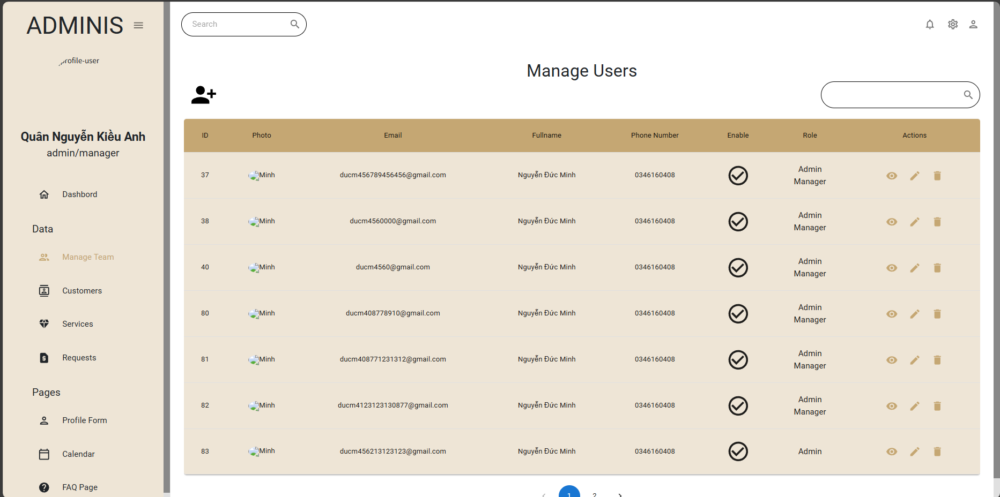 ADMINIS
profile-user
Quân Nguyễn Kiều Anh
admin/manager
Dashbord
Data
Manage Team
Customers
Services
Requests
Pages
Profile Form
Calendar
FAQ Page
Search
Manage Users
ID Photo Email Fullname Phone Number Enable Role Actions
37 Minh ducm456789456456@gmail.com Nguyễn Đức Minh 0346160408 Admin
Manager
38 Minh ducm4560000@gmail.com Nguyễn Đức Minh 0346160408 Admin
Manager
40 Minh ducm4560@gmail.com Nguyễn Đức Minh 0346160408 Admin
Manager
80 Minh ducm408778910@gmail.com Nguyễn Đức Minh 0346160408 Admin
Manager
81 Minh ducm408771231312@gmail.com Nguyễn Đức Minh 0346160408 Admin
Manager
82 Minh ducm4123123130877@gmail.com Nguyễn Đức Minh 0346160408 Admin
Manager
83 Minh ducm456213123123@gmail.com Nguyễn Đức Minh 0346160408 Admin
1 2